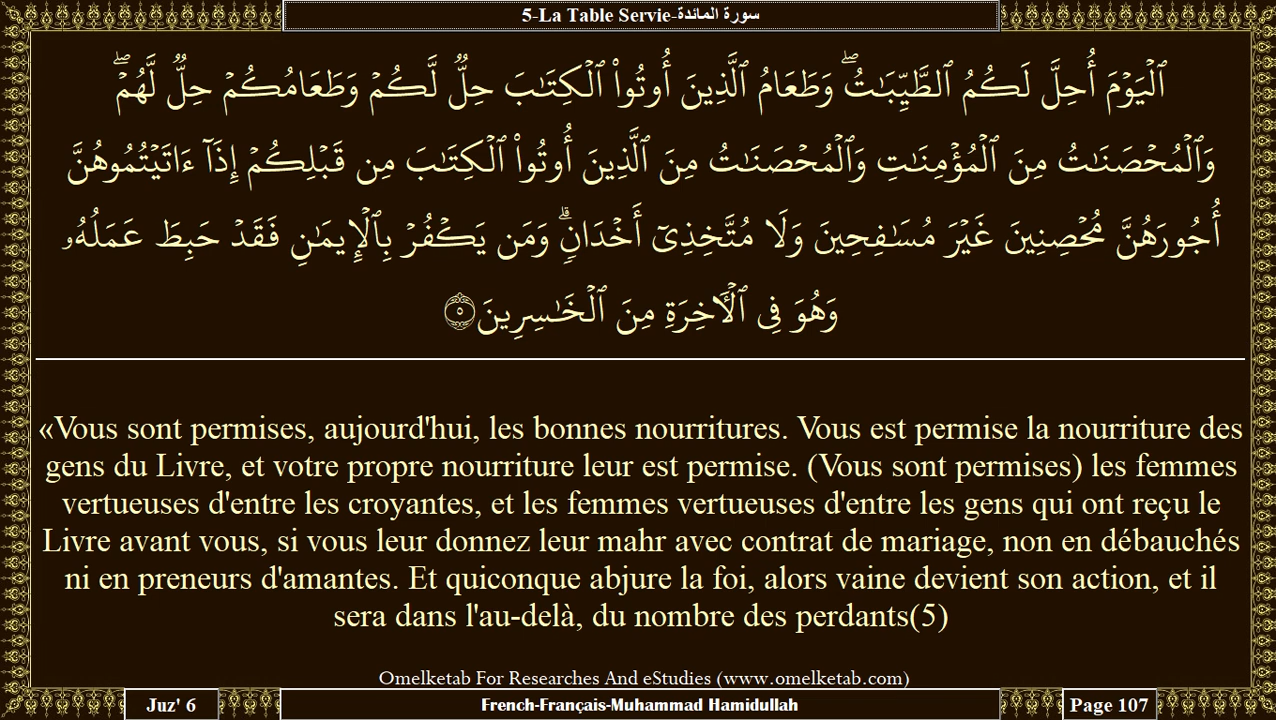 5-La Table Servie-سورة المائدة
ٱلۡيَوۡمَ أُحِلَّ لَكُمُ ٱلطَّيِّبَـٰتُ‌ۖ وَطَعَامُ ٱلَّذِينَ أُوتُواْ ٱلۡكِتَـٰبَ حِلٌّ۬ لَّكُمۡ وَطَعَامُكُمۡ حِلٌّ۬ لَّهُمۡ‌ۖ
وَٱلۡمُحۡصَنَـٰتُ مِنَ ٱلۡمُؤۡمِنَـٰتِ وَٱلۡمُحۡصَنَـٰتُ مِنَ ٱلَّذِينَ أُوتُواْ ٱلۡكِتَـٰبَ مِن قَبۡلِكُمۡ إِذَآ ءَاتَيۡتُمُوهُنَّ
أُجُورَهُنَّ مُحۡصِنِينَ غَيۡرَ مُسَـٰفِحِينَ وَلَا مُتَّخِذِىٓ أَخۡدَانٍ۬‌ۗ وَمَن يَكۡفُرۡ بِٱلۡإِيمَـٰنِ فَقَدۡ حَبِطَ عَمَلُهُۥ
وَهُوَ فِى ٱلۡأَخِرَةِ مِنَ ٱلۡخَـٰسِرِينَ ٥
«Vous sont permises, aujourd'hui, les bonnes nourritures. Vous est permise la nourriture des
gens du Livre, et votre propre nourriture leur est permise. (Vous sont permises) les femmes
vertueuses d'entre les croyantes, et les femmes vertueuses d'entre les gens qui ont reçu le
Livre avant vous, si vous leur donnez leur mahr avec contrat de mariage, non en débauchés
ni en preneurs d'amantes. Et quiconque abjure la foi, alors vaine devient son action, et il
sera dans l'au-delà, du nombre des perdants(5)
Omelketab For Researches And eStudies (www.omelketab.com)
Juz' 6
French-Français-Muhammad Hamidullah
Page 107